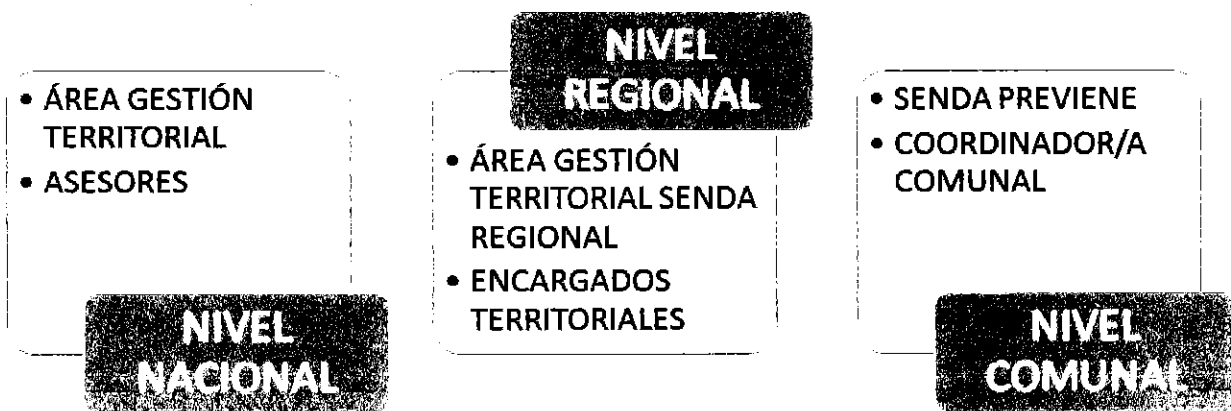 • ÁREA GESTIÓN
TERRITORIAL
• ASESORES
NIVEL
NACIONAL
NIVEL
REGIONAL
• ÁREA GESTIÓN
TERRITORIAL SENDA
REGIONAL
• ENCARGADOS
TERRITORIALES
• SENDA PREVIENE
• COORDINADOR/A
COMUNAL
NIVEL
COMUNAL